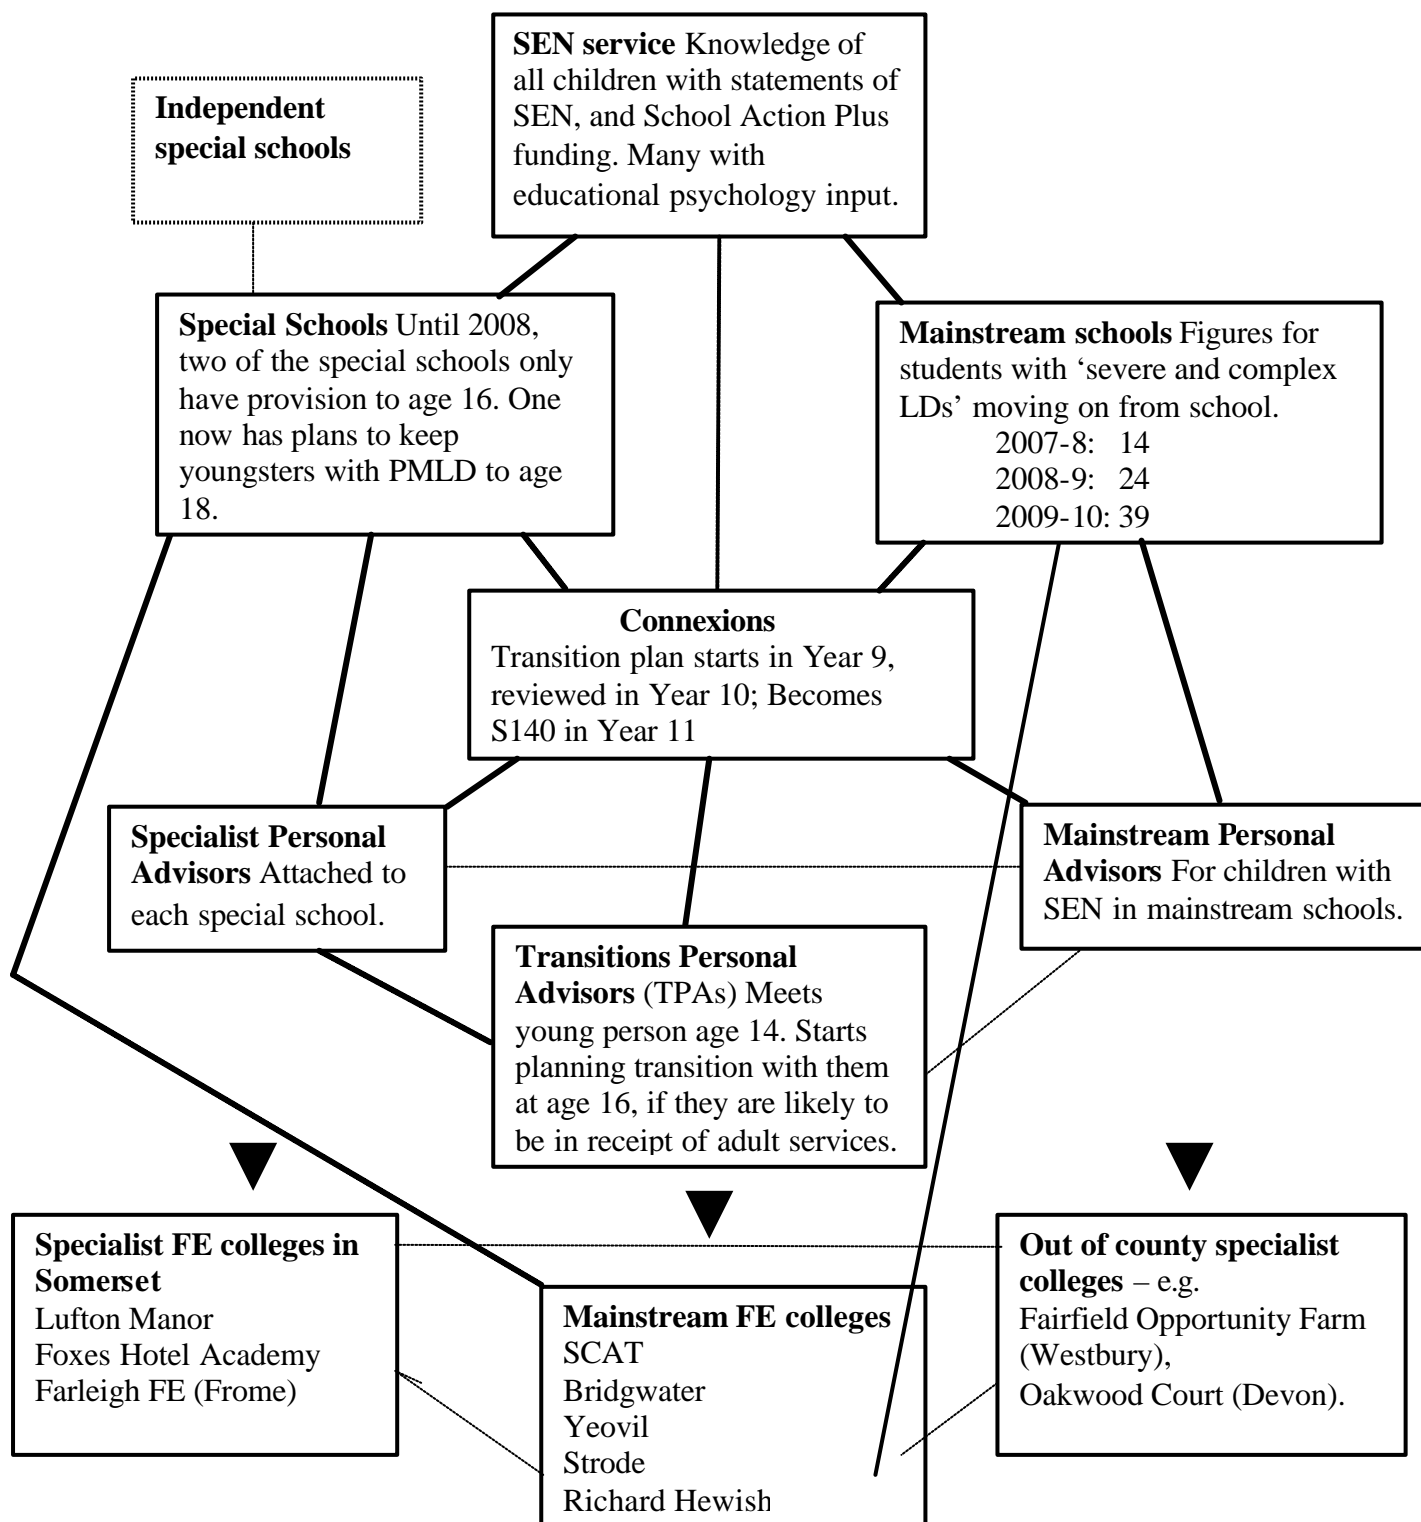 SEN service Knowledge of
all children with statements of
SEN, and School Action Plus
funding. Many with
educational psychology input.
Independent
special schools
Special Schools Until 2008,
two of the special schools only
have provision to age 16. One
now has plans to keep
youngsters with PMLD to age
18.
Mainstream schools Figures for
students with ‘severe and complex
LDs’ moving on from school.
2007-8: 14
2008-9: 24
2009-10: 39
Connexions
Transition plan starts in Year 9,
reviewed in Year 10; Becomes
S140 in Year 11
Specialist Personal
Advisors Attached to
each special school.
Mainstream Personal
Advisors For children with
SEN in mainstream schools.
Transitions Personal
Advisors (TPAs) Meets
young person age 14. Starts
planning transition with them
at age 16, if they are likely to
be in receipt of adult services.
Specialist FE colleges in
Somerset
Lufton Manor
Foxes Hotel Academy
Farleigh FE (Frome)
Mainstream FE colleges
SCAT
Bridgwater
Yeovil
Strode
Richard Hewish
Out of county specialist
colleges – e.g.
Fairfield Opportunity Farm
(Westbury),
Oakwood Court (Devon).